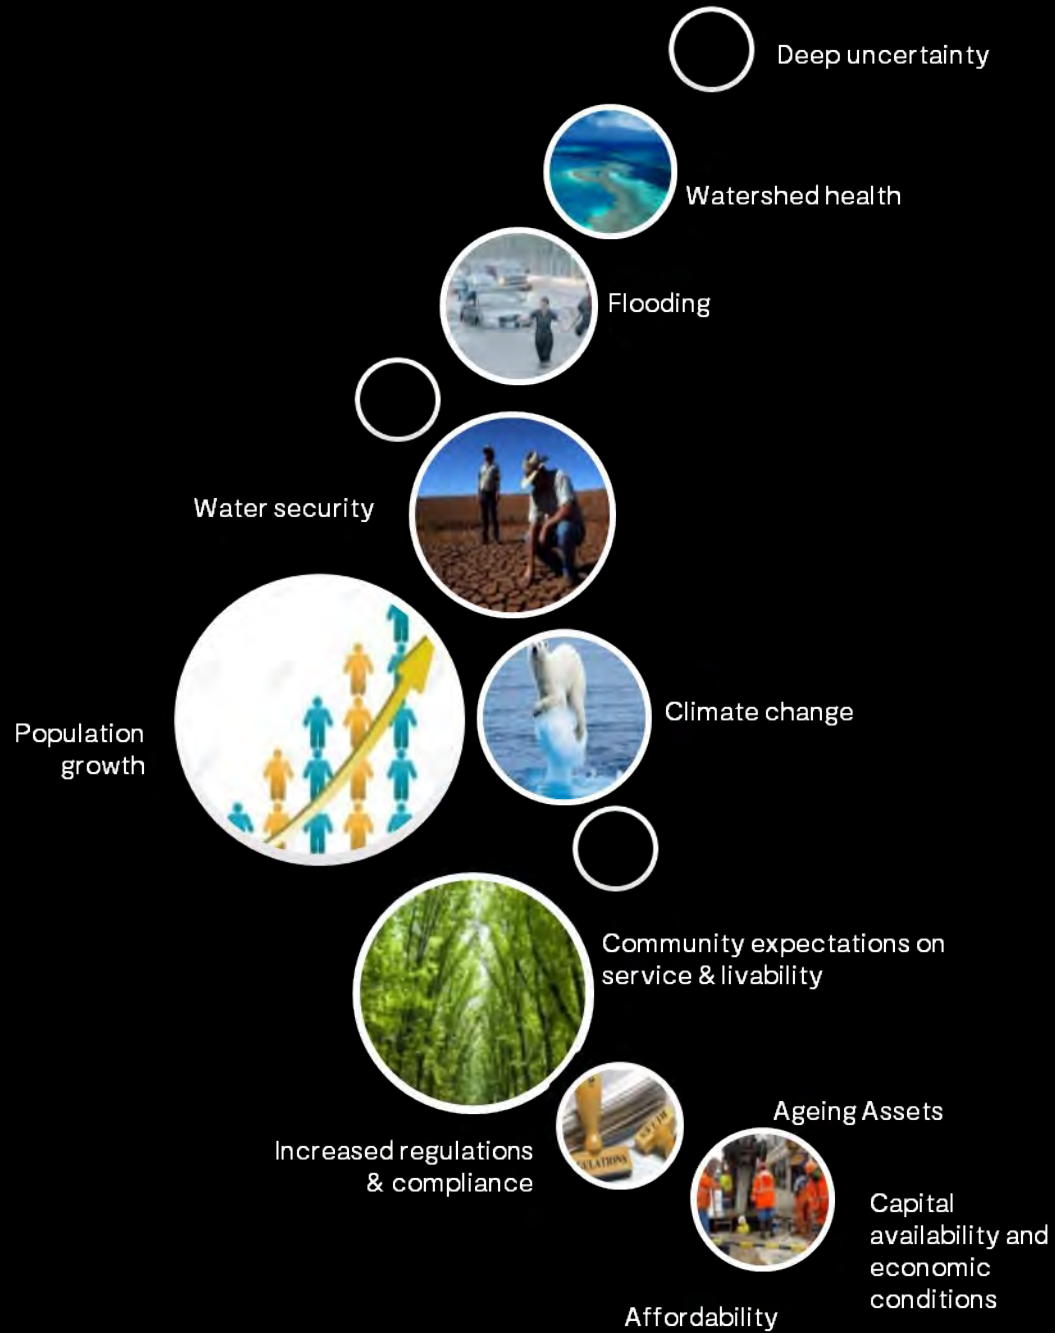 Deep uncertainty
Watershed health
Flooding
Water security
Population
growth
Climate change
Community expectations on
service & livability
Increased regulations
& compliance
ULATIONS
Ageing Assets
Capital
availability and
economic
conditions
Affordability